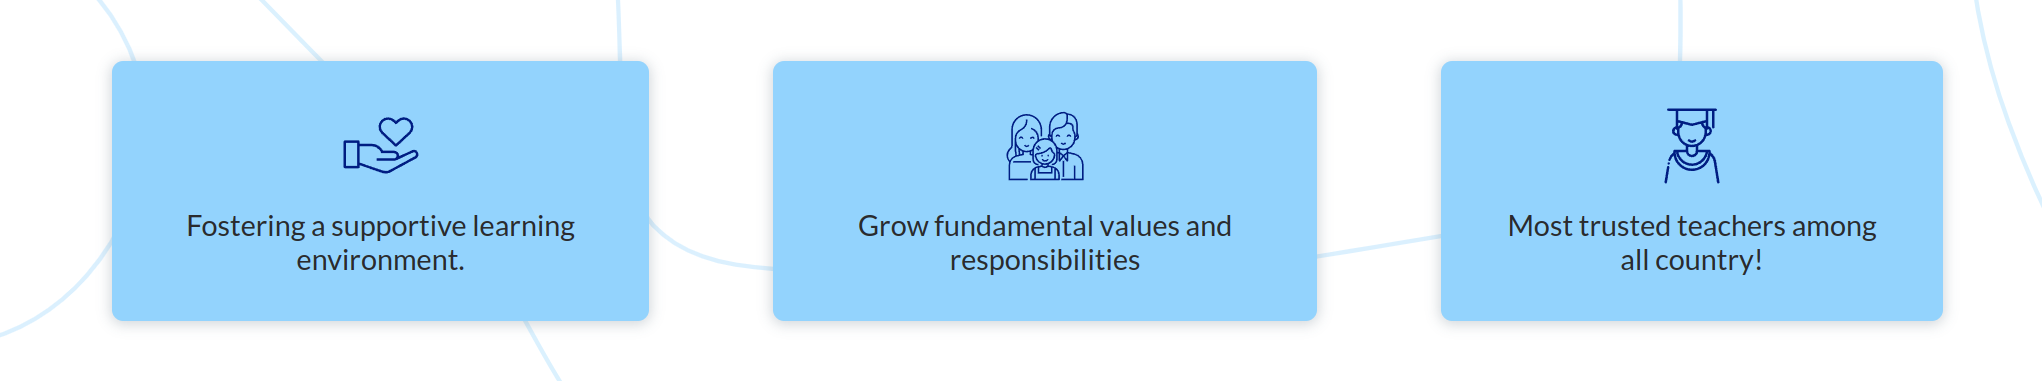 Fostering a supportive learning
environment.
Grow fundamental values and
responsibilities
Most trusted teachers among
all country!